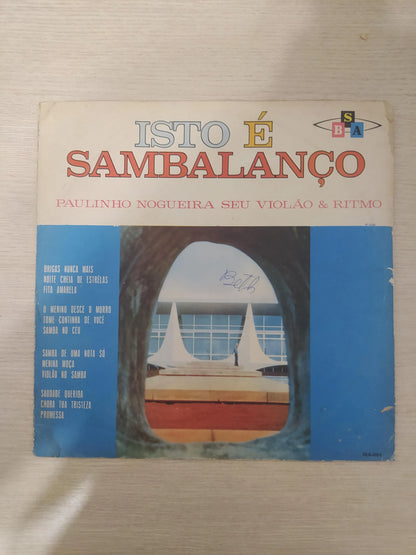 ISTO É
SAMBALANÇO
B S A
PAULINHO NOGUEIRA SEU VIOLÃO & RITMO
BRIGAS NUNCA MAIS
NOITE CHEIA DE ESTRÊLAS
FITA AMARELA
O MENINO DESCE O MORRO
TOME CONTINHA DE VOCÊ
SAMBA NO CÉU
SAMBA DE UMA NOTA SÓ
MENINA MOÇA
VIOLÃO NO SAMBA
SAUDADE QUERIDA
CHORA TUA TRISTEZA
PROMESSA
Beth